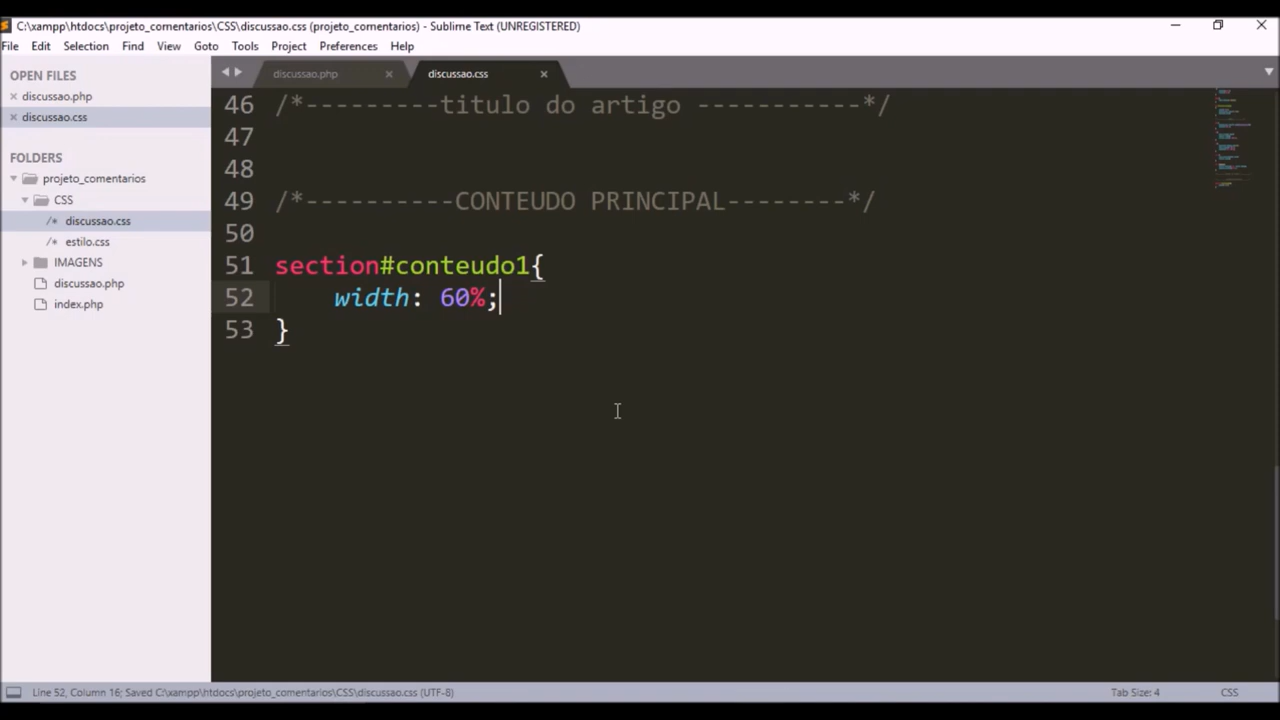 C:\xampp\htdocs\projeto_comentarios\CSS\discussao.css (projeto_comentarios) - Sublime Text (UNREGISTERED)
File Edit Selection Find View Goto Tools Project Preferences Help
OPEN FILES
discussao.php
discussao.css
FOLDERS
projeto_comentarios
CSS
/* discussao.css
/* estilo.css
IMAGENS
discussao.php
index.php
discussao.php
discussao.css
46 /*---------titulo do artigo -----------*/
47
48
49 /*----------CONTEUDO PRINCIPAL--------*/
50
51 section#conteudo1{
52 width: 60%;
53 }
Line 52, Column 16; Saved C:\xampp\htdocs\projeto_comentarios\CSS\discussao.css (UTF-8)
Tab Size: 4
CSS